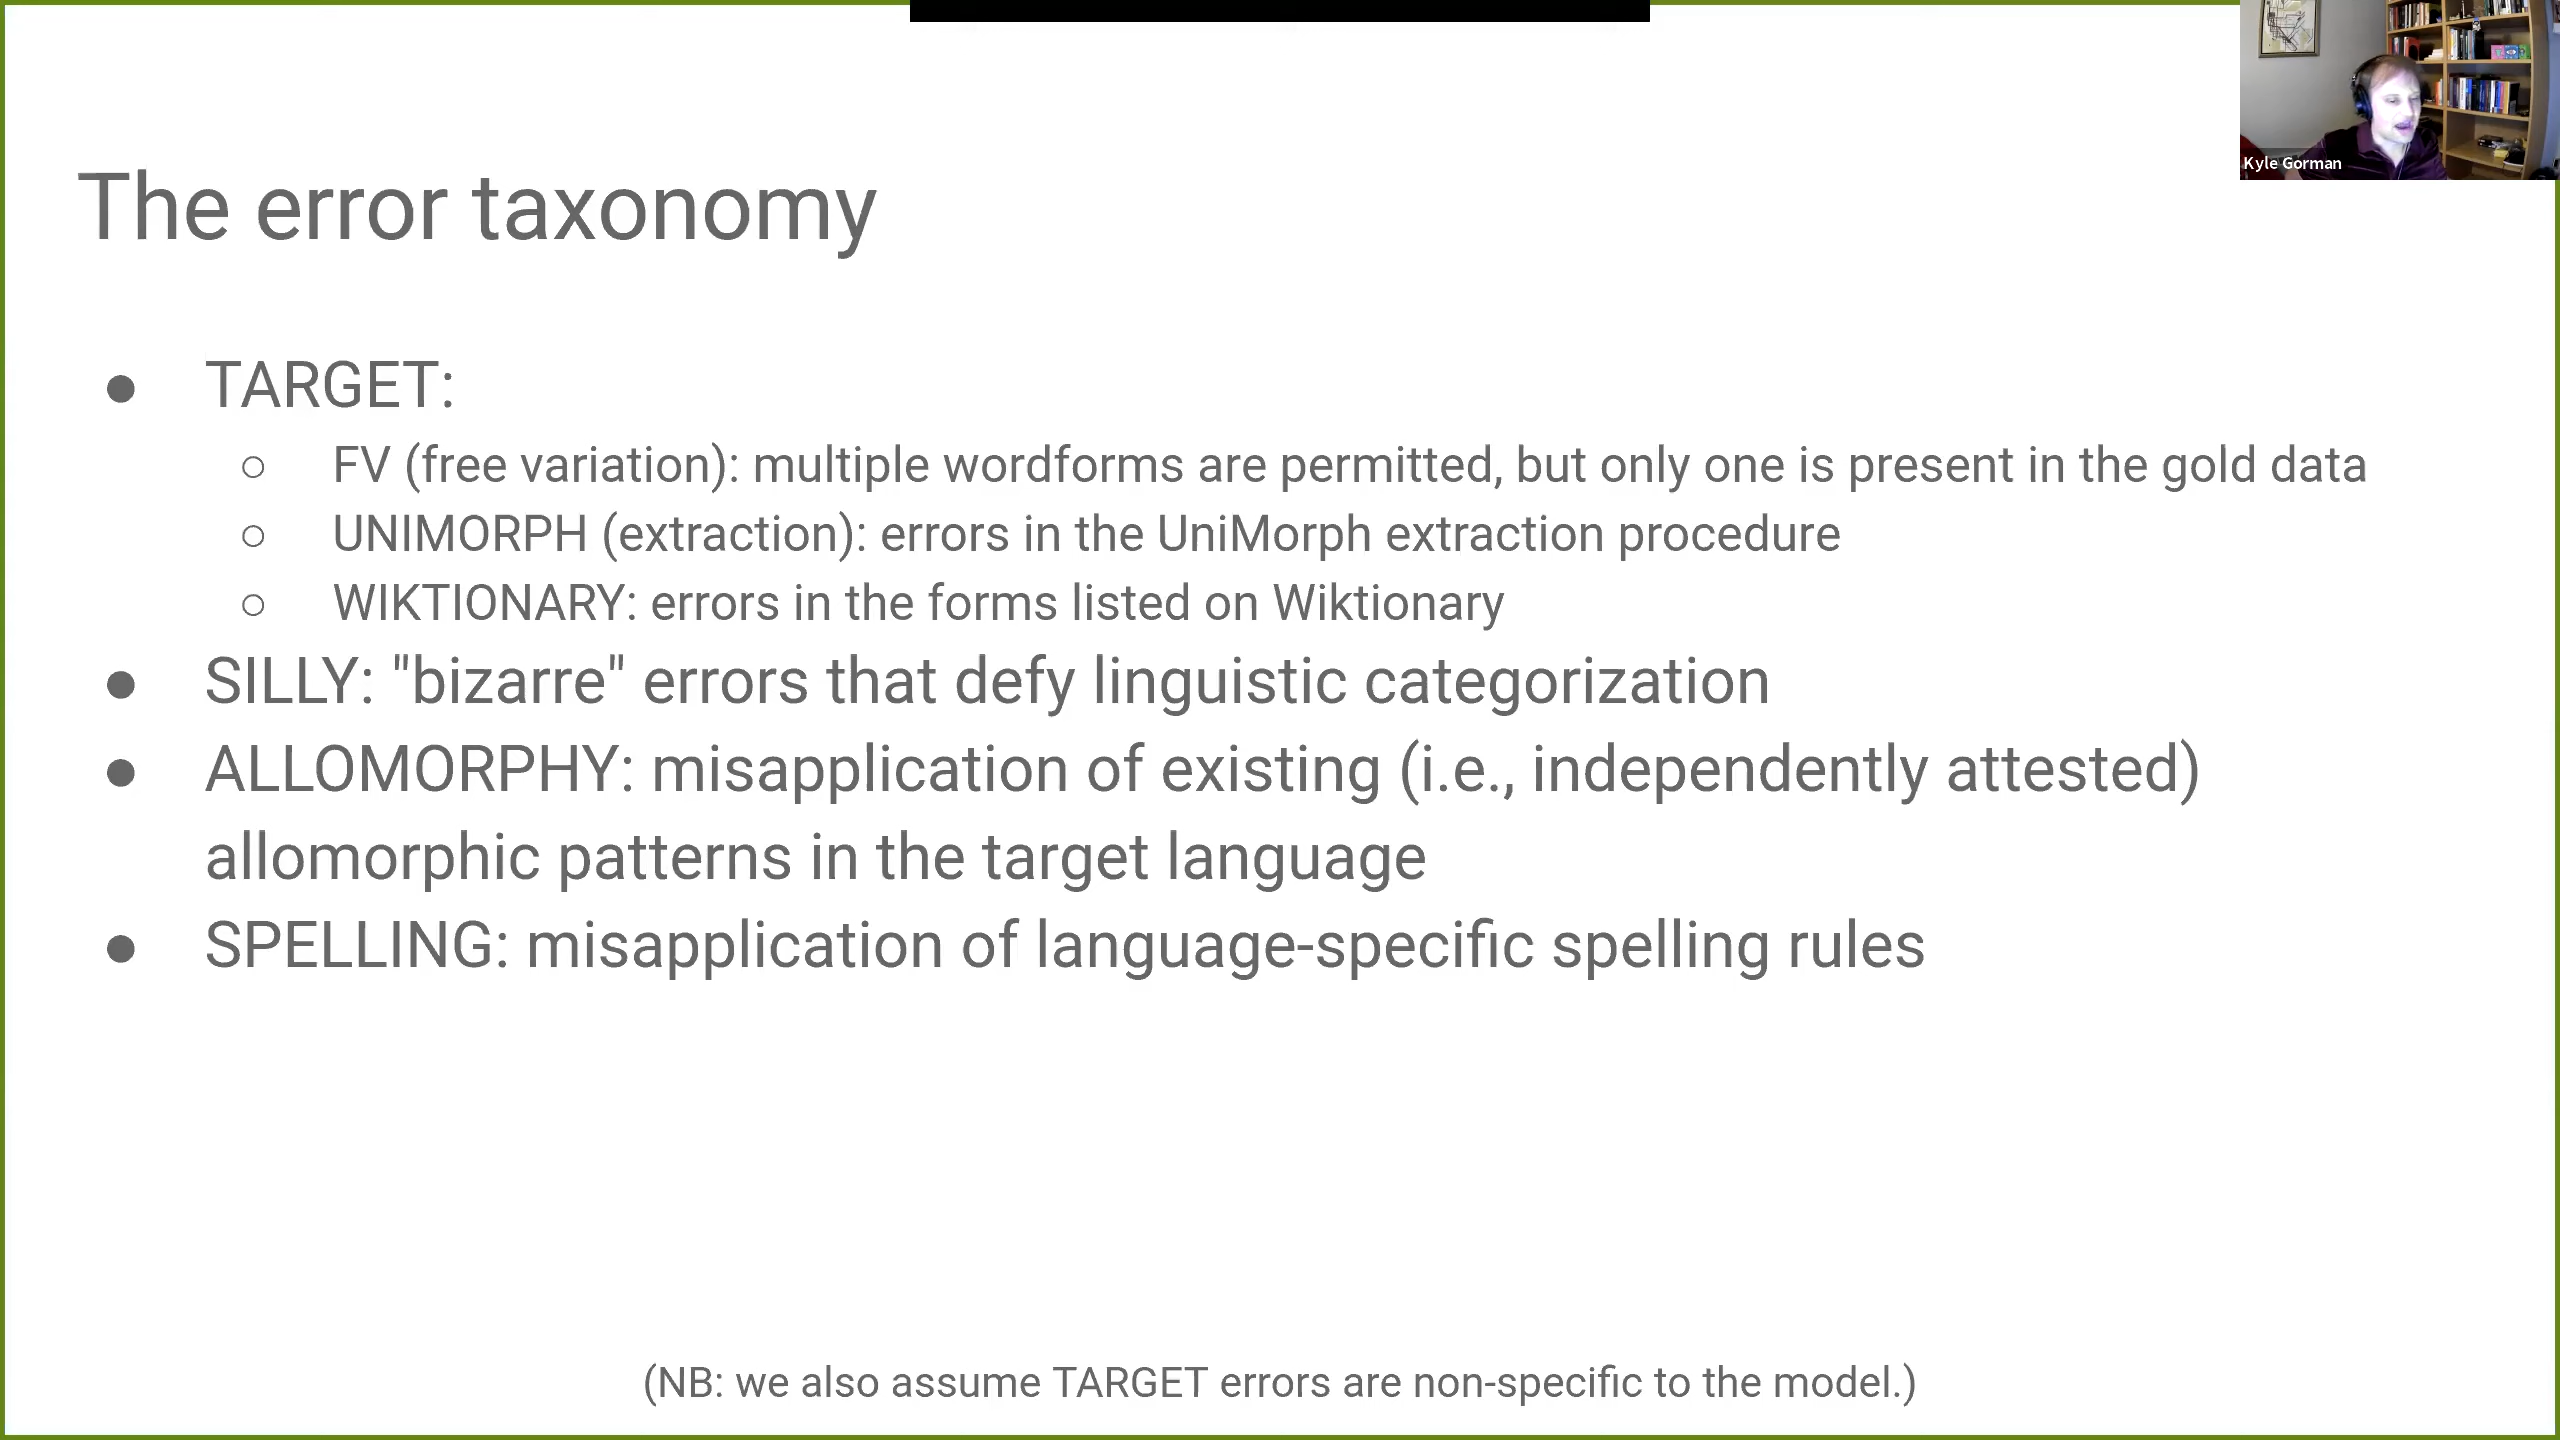 Kyle Gorman
The error taxonomy
● TARGET:
○ FV (free variation): multiple wordforms are permitted, but only one is present in the gold data
○ UNIMORPH (extraction): errors in the UniMorph extraction procedure
○ WIKTIONARY: errors in the forms listed on Wiktionary
● SILLY: "bizarre" errors that defy linguistic categorization
● ALLOMORPHY: misapplication of existing (i.e., independently attested)
allomorphic patterns in the target language
● SPELLING: misapplication of language-specific spelling rules
(NB: we also assume TARGET errors are non-specific to the model.)